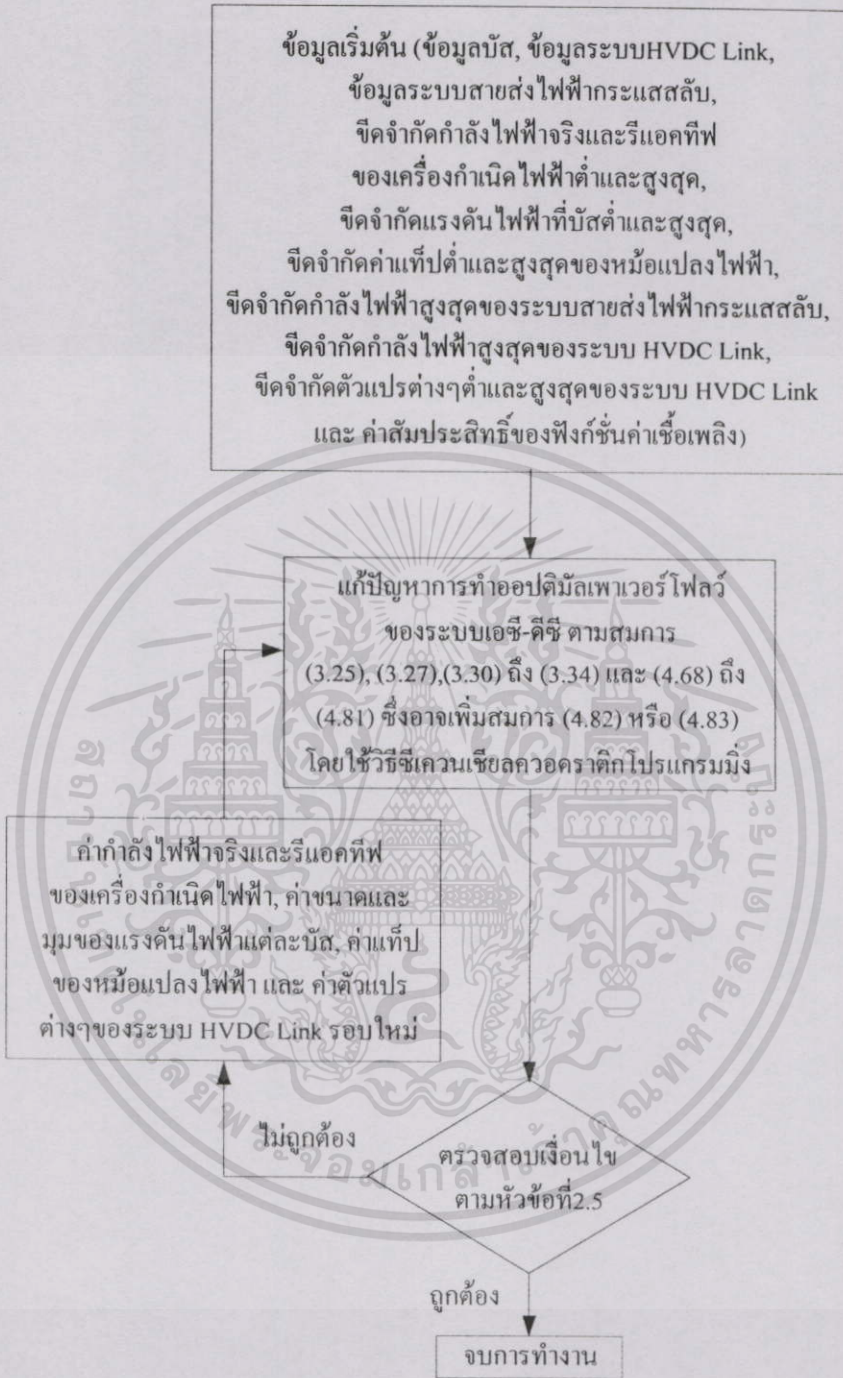 ข้อมูลเริ่มต้น (ข้อมูลบัส, ข้อมูลระบบHVDC Link,
ข้อมูลระบบสายส่งไฟฟ้ากระแสสลับ,
ขีดจำกัดกำลังไฟฟ้าจริงและรีแอคทีฟ
ของเครื่องกำเนิดไฟฟ้าต่ำและสูงสุด,
ขีดจำกัดแรงดันไฟฟ้าที่บัสต่ำและสูงสุด,
ขีดจำกัดค่าแท็ปต่ำและสูงสุดของหม้อแปลงไฟฟ้า,
ขีดจำกัดกำลังไฟฟ้าสูงสุดของระบบสายส่งไฟฟ้ากระแสสลับ,
ขีดจำกัดกำลังไฟฟ้าสูงสุดของระบบ HVDC Link,
ขีดจำกัดตัวแปรต่างๆต่ำและสูงสุดของระบบ HVDC Link
และ ค่าสัมประสิทธิ์ของฟังก์ชั่นค่าเชื้อเพลิง)
แก้ปัญหาการทำออปติมัลเพาเวอร์โฟลว์
ของระบบเอซี-ดีซี ตามสมการ
(3.25), (3.27),(3.30) ถึง (3.34) และ (4.68) ถึง
(4.81) ซึ่งอาจเพิ่มสมการ (4.82) หรือ (4.83)
โดยใช้วิธีซีเควนเชียลควอดราติกโปรแกรมมิ่ง
ค่ากำลังไฟฟ้าจริงและรีแอคทีฟ
ของเครื่องกำเนิดไฟฟ้า, ค่าขนาดและ
มุมของแรงดันไฟฟ้าแต่ละบัส, ค่าแท็ป
ของหม้อแปลงไฟฟ้า และ ค่าตัวแปร
ต่างๆของระบบ HVDC Link รอบใหม่
ไม่ถูกต้อง
ตรวจสอบเงื่อนไข
ตามหัวข้อที่2.5
ถูกต้อง
จบการทำงาน